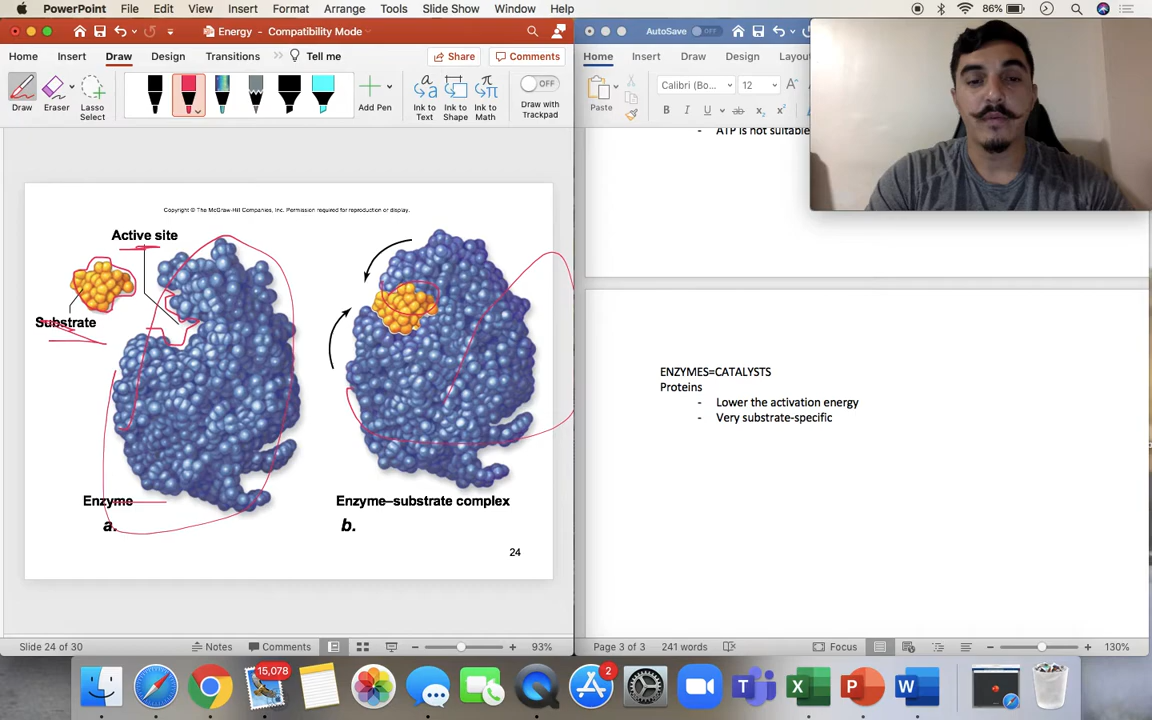 PowerPoint File Edit View Insert Format Arrange Tools Slide Show Window Help 86%
Energy - Compatibility Mode
AutoSave OFF
Home Insert Draw Design Transitions Tell me Share Comments
Home Insert Draw Design Layou
Draw Eraser Lasso Select Add Pen Ink to Text Ink to Shape Ink to Math OFF Draw with Trackpad
Paste Calibri (Bo... 12
B I U ab x₂ x²
- ATP is not suitable
Copyright © The McGraw-Hill Companies, Inc. Permission required for reproduction or display.
Active site
Substrate
Enzyme
a.
Enzyme–substrate complex
b.
24
ENZYMES=CATALYSTS
Proteins
- Lower the activation energy
- Very substrate-specific
Slide 24 of 30 Notes Comments 93%
Page 3 of 3 241 words Focus 130%
15,078
2